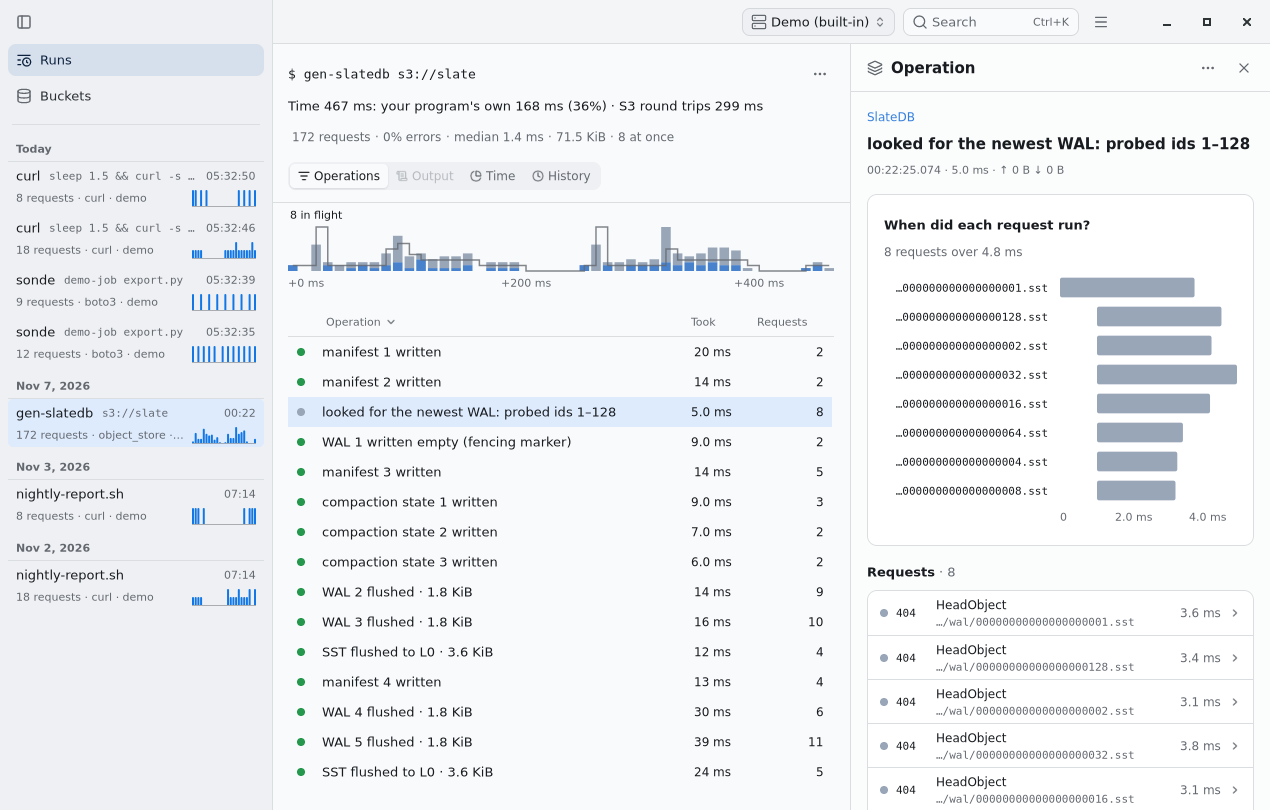 Demo (built-in)
Search Ctrl+K
Runs
Buckets
Today
curl sleep 1.5 && curl -s … 05:32:50
8 requests · curl · demo
curl sleep 1.5 && curl -s … 05:32:46
18 requests · curl · demo
sonde demo-job export.py 05:32:39
9 requests · boto3 · demo
sonde demo-job export.py 05:32:35
12 requests · boto3 · demo
Nov 7, 2026
gen-slatedb s3://slate 00:22
172 requests · object_store ·…
Nov 3, 2026
nightly-report.sh 07:14
8 requests · curl · demo
Nov 2, 2026
nightly-report.sh 07:14
18 requests · curl · demo
$ gen-slatedb s3://slate
Time 467 ms: your program's own 168 ms (36%) · S3 round trips 299 ms
172 requests · 0% errors · median 1.4 ms · 71.5 KiB · 8 at once
Operations Output Time History
8 in flight
+0 ms +200 ms +400 ms
Operation Took Requests
manifest 1 written 20 ms 2
manifest 2 written 14 ms 2
looked for the newest WAL: probed ids 1–128 5.0 ms 8
WAL 1 written empty (fencing marker) 9.0 ms 2
manifest 3 written 14 ms 5
compaction state 1 written 9.0 ms 3
compaction state 2 written 7.0 ms 2
compaction state 3 written 6.0 ms 2
WAL 2 flushed · 1.8 KiB 14 ms 9
WAL 3 flushed · 1.8 KiB 16 ms 10
SST flushed to L0 · 3.6 KiB 12 ms 4
manifest 4 written 13 ms 4
WAL 4 flushed · 1.8 KiB 30 ms 6
WAL 5 flushed · 1.8 KiB 39 ms 11
SST flushed to L0 · 3.6 KiB 24 ms 5
Operation
SlateDB
looked for the newest WAL: probed ids 1–128
00:22:25.074 · 5.0 ms · ↑ 0 B ↓ 0 B
When did each request run?
8 requests over 4.8 ms
…000000000000000001.sst
…000000000000000128.sst
…000000000000000002.sst
…000000000000000032.sst
…000000000000000016.sst
…000000000000000064.sst
…000000000000000004.sst
…000000000000000008.sst
0 2.0 ms 4.0 ms
Requests · 8
404 HeadObject 3.6 ms
…/wal/00000000000000000001.sst
404 HeadObject 3.4 ms
…/wal/00000000000000000128.sst
404 HeadObject 3.1 ms
…/wal/00000000000000000002.sst
404 HeadObject 3.8 ms
…/wal/00000000000000000032.sst
404 HeadObject 3.1 ms
…/wal/00000000000000000016.sst